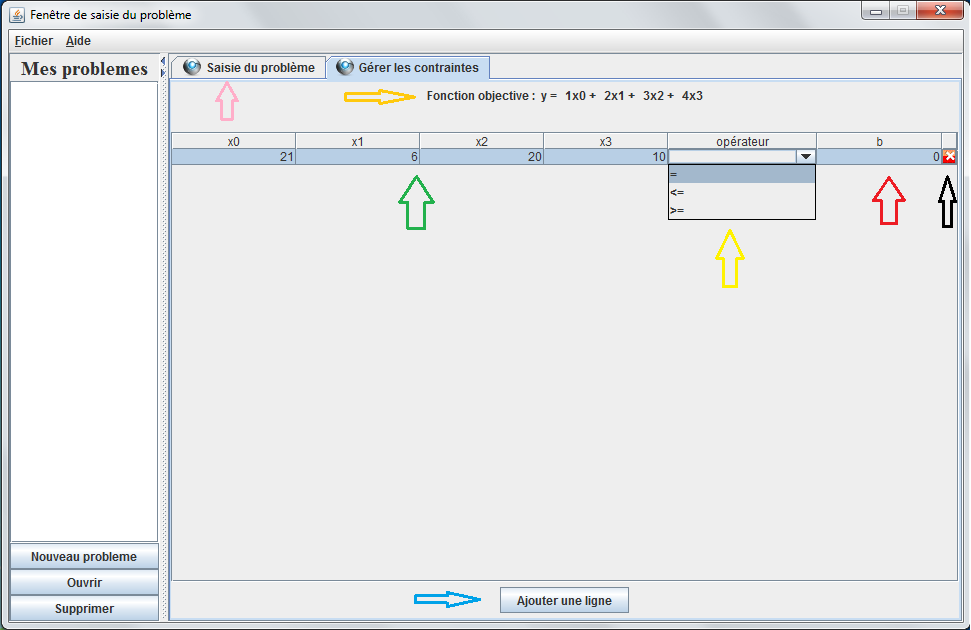 Fenêtre de saisie du problème
Fichier Aide
Mes problemes
Saisie du problème Gérer les contraintes
Fonction objective : y = 1x0 + 2x1 + 3x2 + 4x3
x0 x1 x2 x3 opérateur b
21 6 20 10 0
=
<=
>=
Nouveau probleme
Ouvrir
Supprimer
Ajouter une ligne